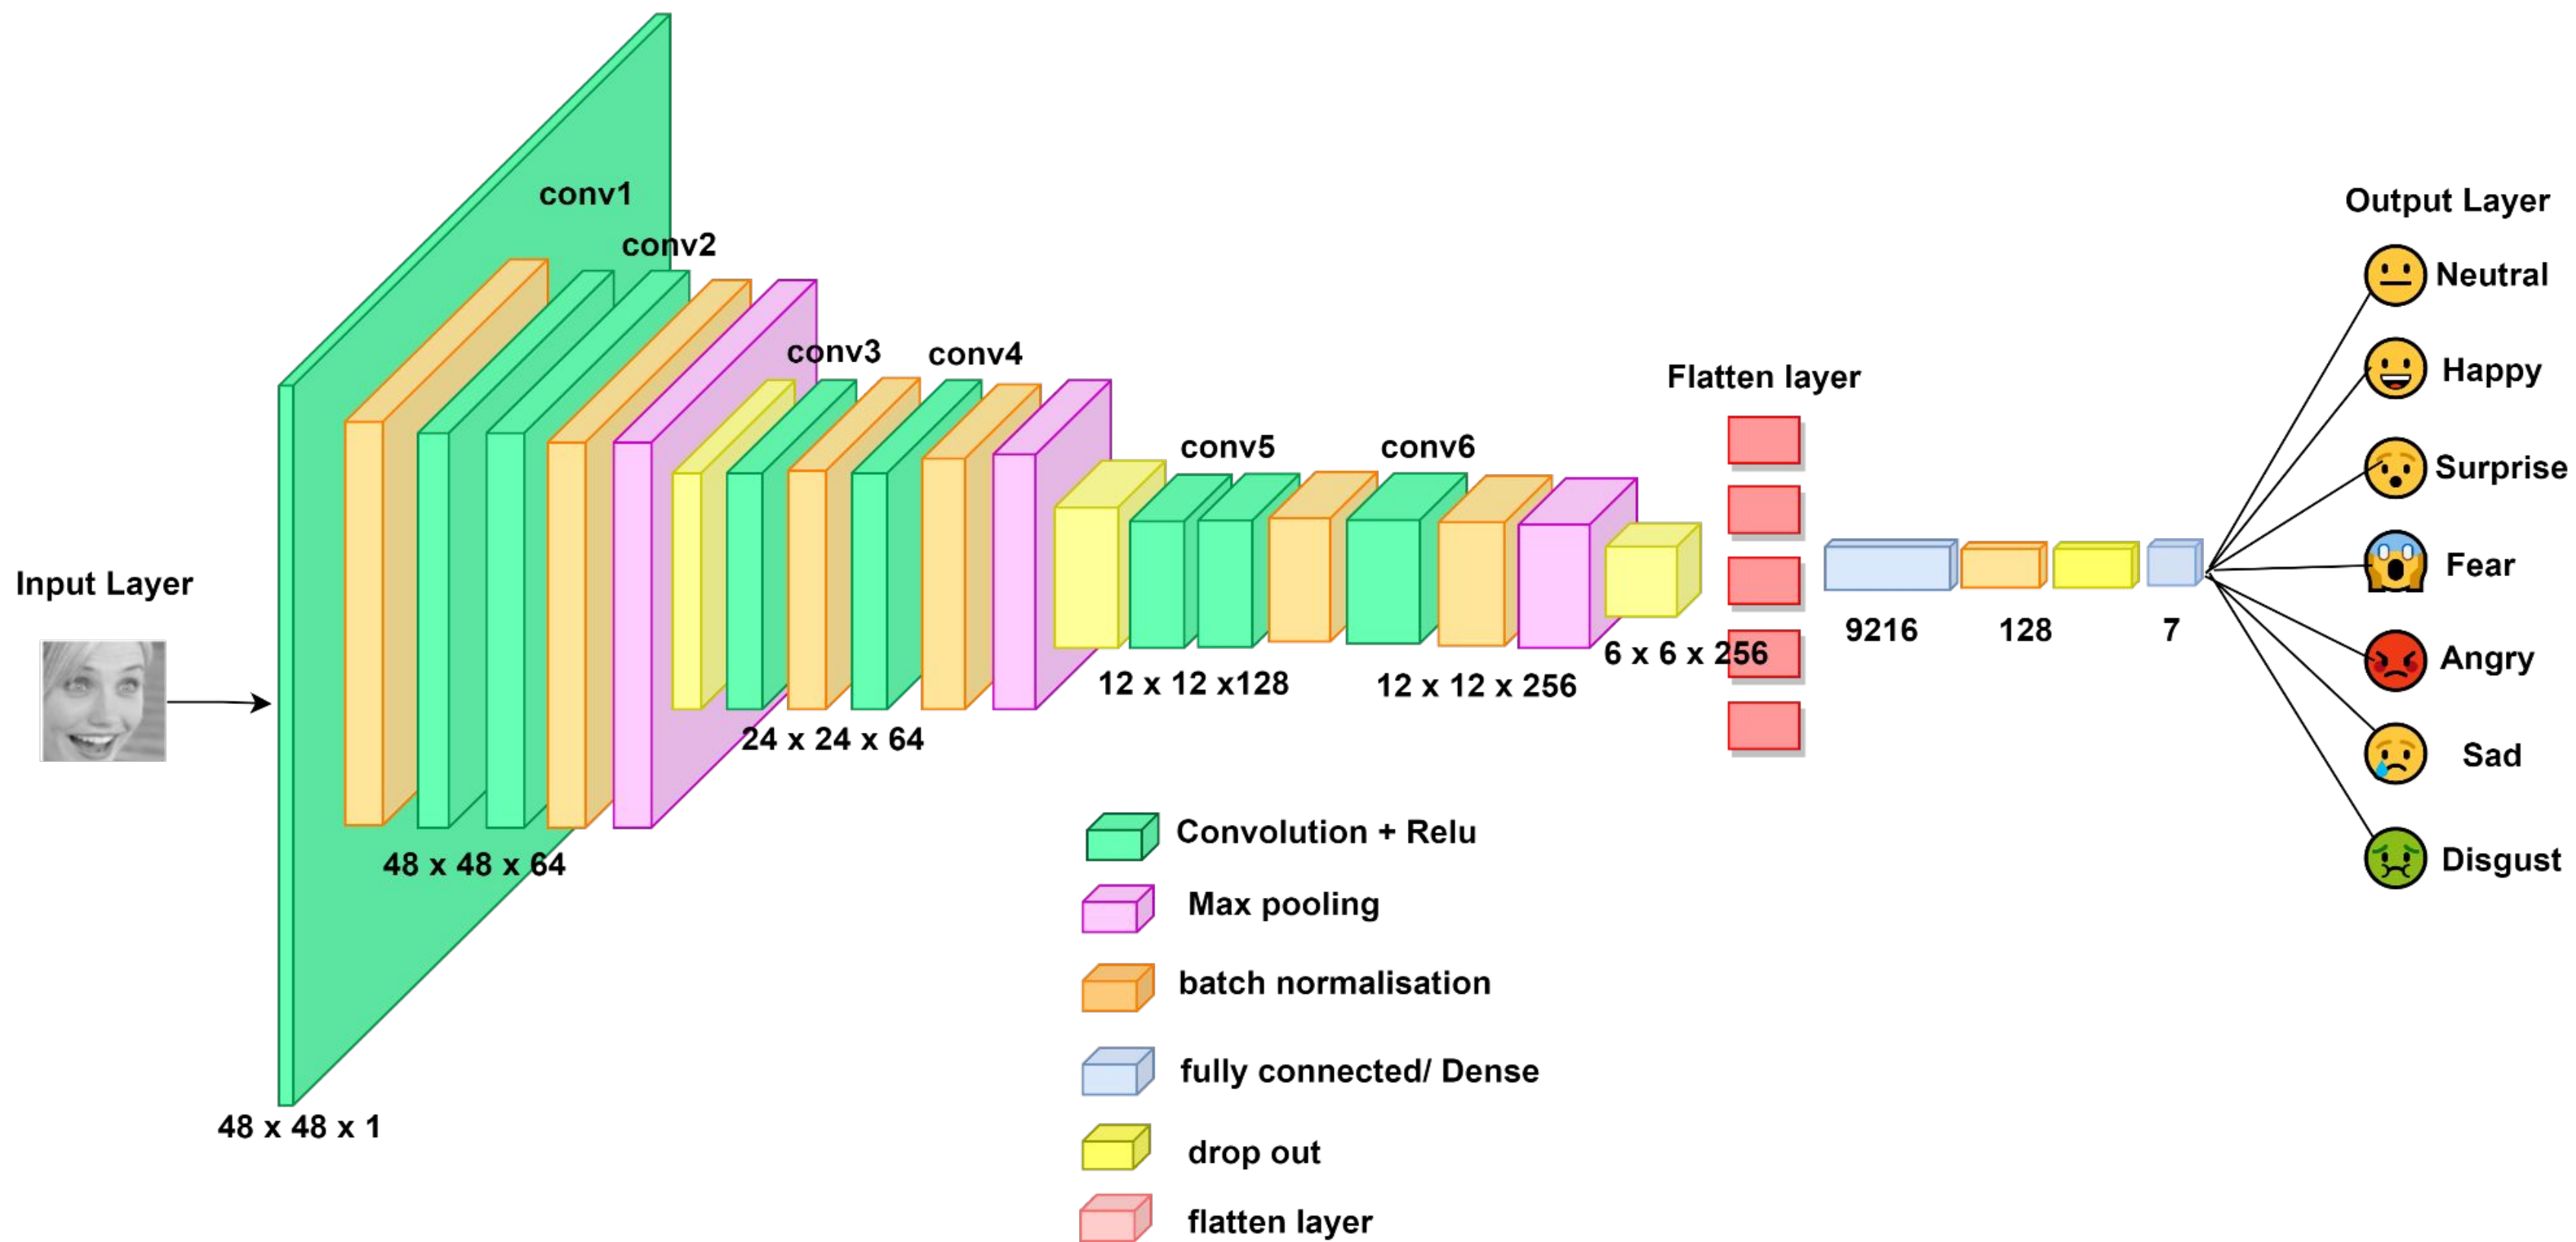 conv1
conv2
conv3
conv4
conv5
conv6
Input Layer
48 x 48 x 1
48 x 48 x 64
24 x 24 x 64
12 x 12 x128
12 x 12 x 256
6 x 6 x 256
Flatten layer
9216
128
7
Output Layer
Neutral
Happy
Surprise
Fear
Angry
Sad
Disgust
Convolution + Relu
Max pooling
batch normalisation
fully connected/ Dense
drop out
flatten layer